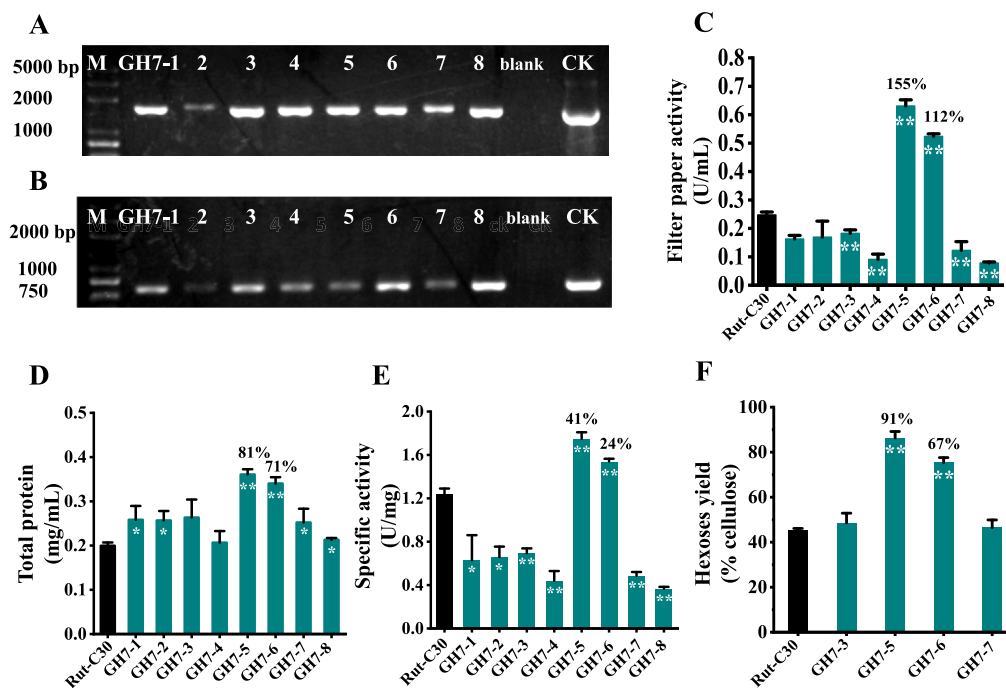 A
M GH7-1 2 3 4 5 6 7 8 blank CK
5000 bp
2000
1000
B
M GH7-1 2 3 4 5 6 7 8 blank CK
2000 bp
1000
750
C
Filter paper activity
(U/mL)
0.8
0.6
0.4
0.2
0.1
0.0
155%
112%
**
**
**
**
**
**
Rut-C30
GH7-1
GH7-2
GH7-3
GH7-4
GH7-5
GH7-6
GH7-7
GH7-8
D
Total protein
(mg/mL)
0.5
0.4
0.3
0.2
0.0
81%
71%
*
*
**
**
*
*
Rut-C30
GH7-1
GH7-2
GH7-3
GH7-4
GH7-5
GH7-6
GH7-7
GH7-8
E
Specific activity
(U/mg)
2.0
1.6
1.2
0.8
0.4
0.0
41%
24%
*
*
**
**
**
**
**
**
Rut-C30
GH7-1
GH7-2
GH7-3
GH7-4
GH7-5
GH7-6
GH7-7
GH7-8
F
Hexoses yield
(% cellulose)
100
80
60
40
0
91%
67%
**
**
Rut-C30
GH7-3
GH7-5
GH7-6
GH7-7